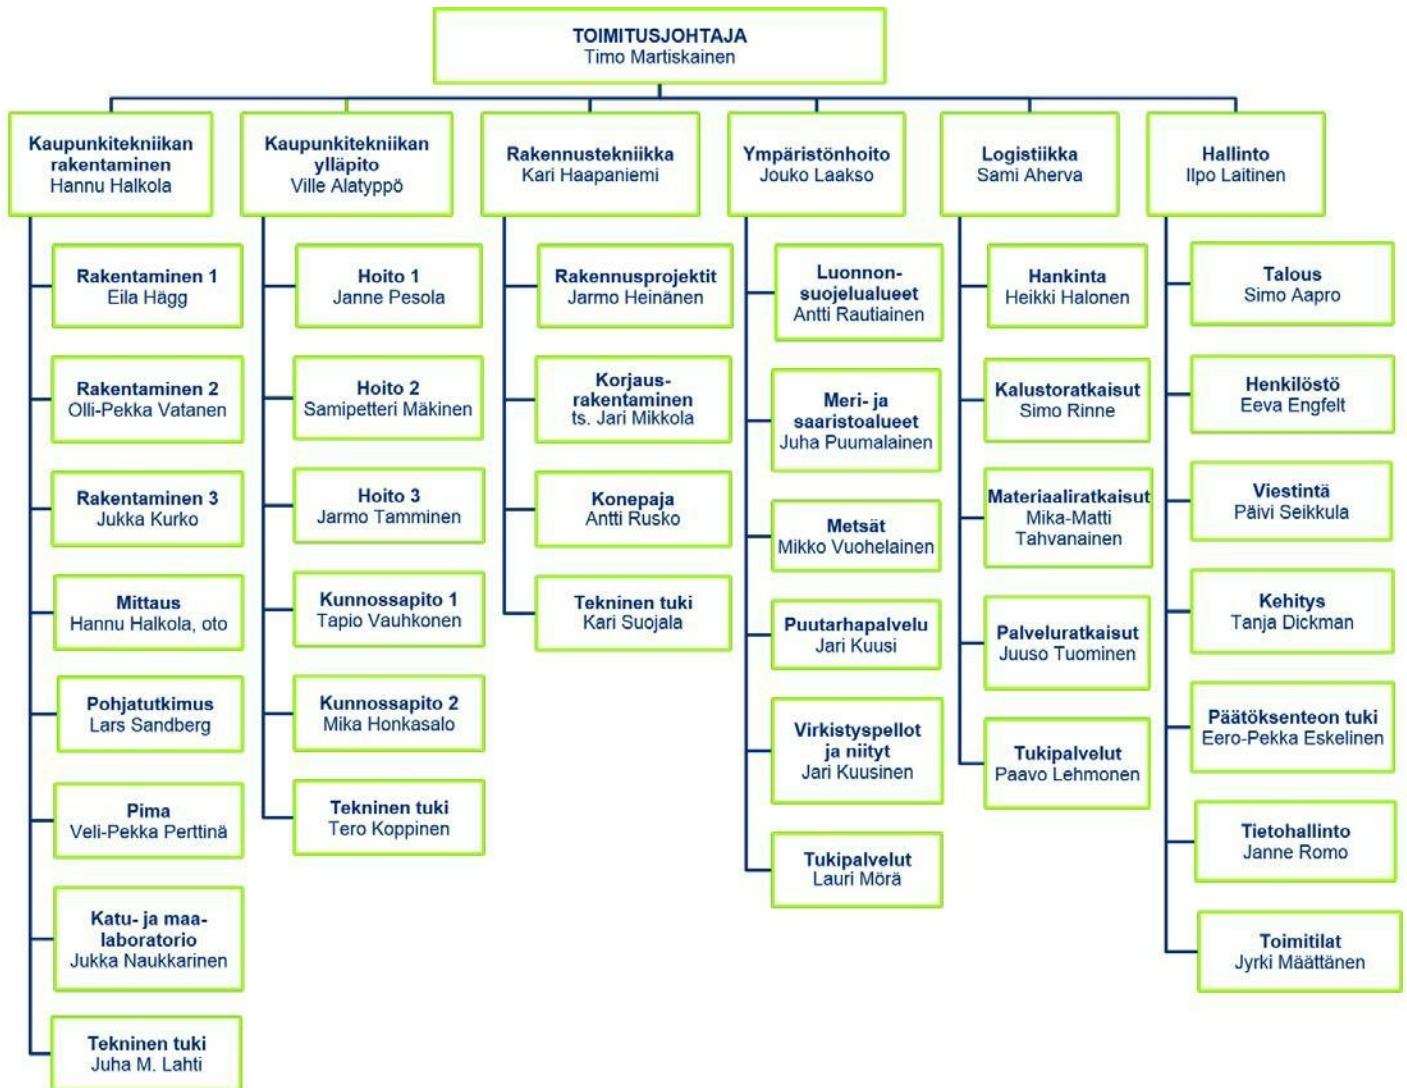 TOIMITUSJOHTAJA
Timo Martiskainen
Kaupunkitekniikan
rakentaminen
Hannu Halkola
Rakentaminen 1
Eila Hägg
Rakentaminen 2
Olli-Pekka Vatanen
Rakentaminen 3
Jukka Kurko
Mittaus
Hannu Halkola, oto
Pohjatutkimus
Lars Sandberg
Pima
Veli-Pekka Perttinä
Katu- ja maa-
laboratorio
Jukka Naukkarinen
Tekninen tuki
Juha M. Lahti
Kaupunkitekniikan
ylläpito
Ville Alatyppö
Hoito 1
Janne Pesola
Hoito 2
Samipetteri Mäkinen
Hoito 3
Jarmo Tamminen
Kunnossapito 1
Tapio Vauhkonen
Kunnossapito 2
Mika Honkasalo
Tekninen tuki
Tero Koppinen
Rakennustekniikka
Kari Haapaniemi
Rakennusprojektit
Jarmo Heinänen
Korjaus-
rakentaminen
ts. Jari Mikkola
Konepaja
Antti Rusko
Tekninen tuki
Kari Suojala
Ympäristönhoito
Jouko Laakso
Luonnon-
suojelualueet
Antti Rautiainen
Meri- ja
saaristoalueet
Juha Puumalainen
Metsät
Mikko Vuohelainen
Puutarhapalvelu
Jari Kuusi
Virkistyspellot
ja niityt
Jari Kuusinen
Tukipalvelut
Lauri Mörä
Logistiikka
Sami Aherva
Hankinta
Heikki Halonen
Kalustoratkaisut
Simo Rinne
Materiaaliratkaisut
Mika-Matti
Tahvanainen
Palveluratkaisut
Juuso Tuominen
Tukipalvelut
Paavo Lehmonen
Hallinto
Ilpo Laitinen
Talous
Simo Aapro
Henkilöstö
Eeva Engfelt
Viestintä
Päivi Seikkula
Kehitys
Tanja Dickman
Päätöksenteon tuki
Eero-Pekka Eskelinen
Tietohallinto
Janne Romo
Toimitilat
Jyrki Määttänen